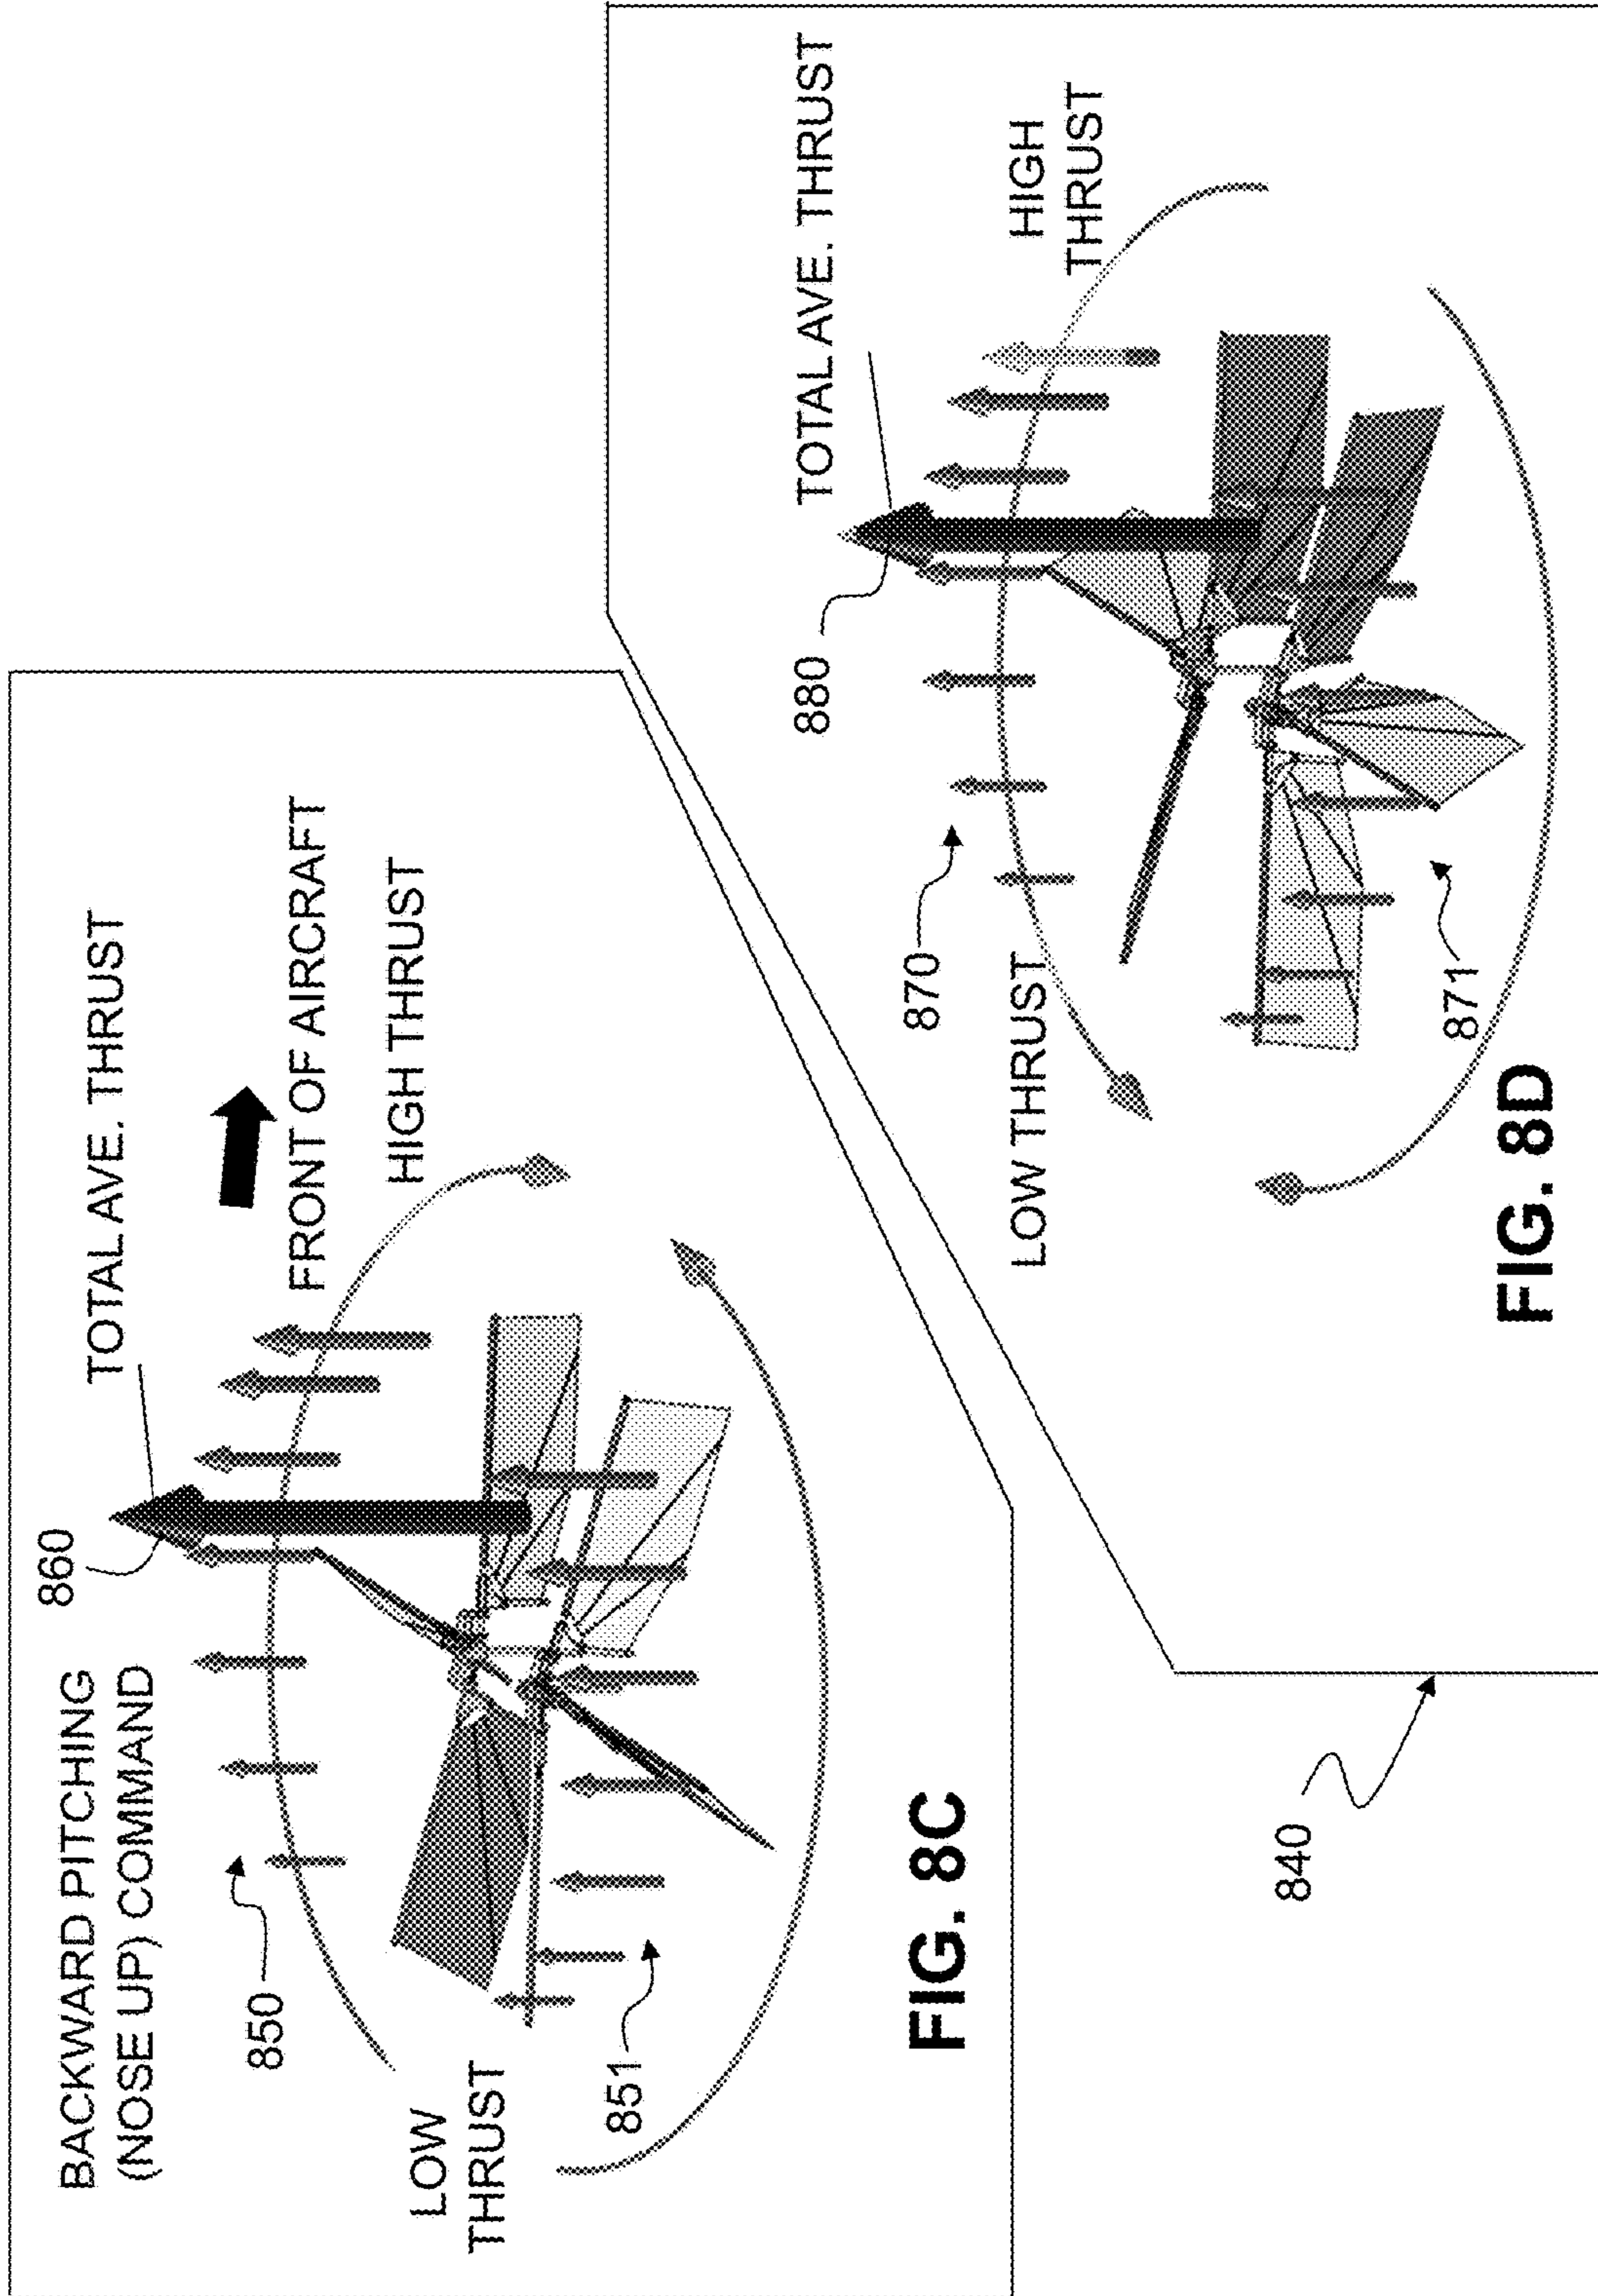 BACKWARD PITCHING
(NOSE UP) COMMAND
860
TOTAL AVE. THRUST
FRONT OF AIRCRAFT
HIGH THRUST
850
LOW
THRUST
851
FIG. 8C
840
TOTAL AVE. THRUST
880
HIGH
THRUST
870
LOW THRUST
871
FIG. 8D